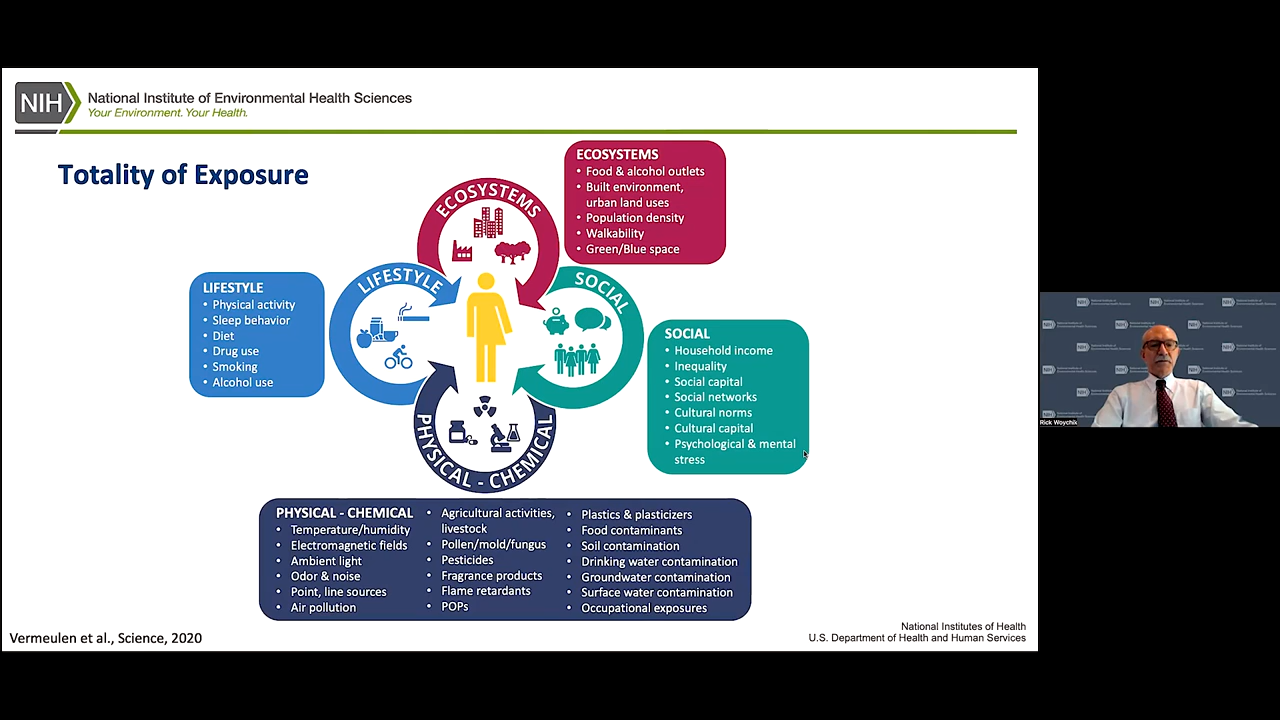 NIH
National Institute of Environmental Health Sciences
Your Environment. Your Health.
Totality of Exposure
ECOSYSTEMS
• Food & alcohol outlets
• Built environment,
urban land uses
• Population density
• Walkability
• Green/Blue space
ECOSYSTEMS
LIFESTYLE
SOCIAL
PHYSICAL - CHEMICAL
LIFESTYLE
• Physical activity
• Sleep behavior
• Diet
• Drug use
• Smoking
• Alcohol use
SOCIAL
• Household income
• Inequality
• Social capital
• Social networks
• Cultural norms
• Cultural capital
• Psychological & mental
stress
PHYSICAL - CHEMICAL
• Temperature/humidity
• Electromagnetic fields
• Ambient light
• Odor & noise
• Point, line sources
• Air pollution
• Agricultural activities,
livestock
• Pollen/mold/fungus
• Pesticides
• Fragrance products
• Flame retardants
• POPs
• Plastics & plasticizers
• Food contaminants
• Soil contamination
• Drinking water contamination
• Groundwater contamination
• Surface water contamination
• Occupational exposures
Vermeulen et al., Science, 2020
National Institutes of Health
U.S. Department of Health and Human Services
Rick Woychik